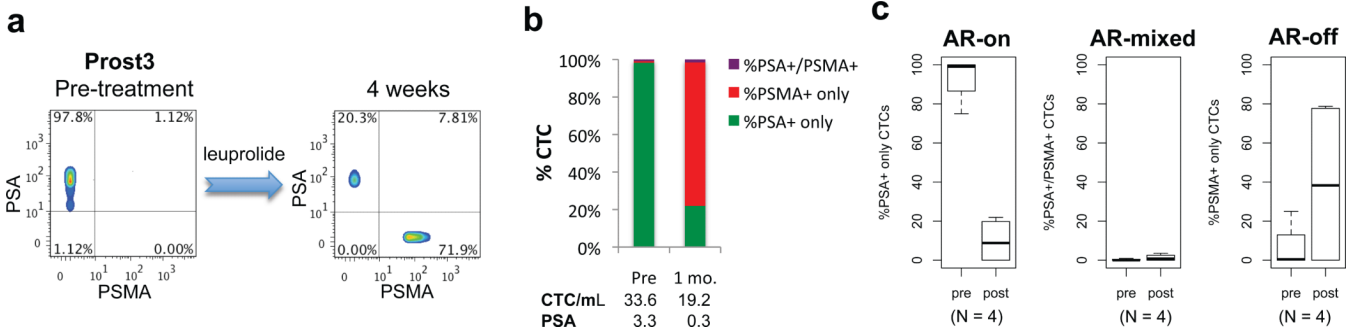 a
Prost3
Pre-treatment
97.8%
1.12%
1.12%
0.00%
PSA
10³
10²
10¹
0
0
10¹
10²
10³
PSMA
leuprolide
4 weeks
20.3%
7.81%
0.00%
71.9%
PSA
10³
10²
10¹
0
0
10¹
10²
10³
PSMA
b
% CTC
100%
80%
60%
40%
20%
0%
%PSA+/PSMA+
%PSMA+ only
%PSA+ only
Pre 1 mo.
CTC/mL 33.6 19.2
PSA 3.3 0.3
c
AR-on
%PSA+ only CTCs
100
80
60
40
20
0
pre post
(N = 4)
AR-mixed
%PSA+/PSMA+ CTCs
100
80
60
40
20
0
pre post
(N = 4)
AR-off
%PSMA+ only CTCs
100
80
60
40
20
0
pre post
(N = 4)